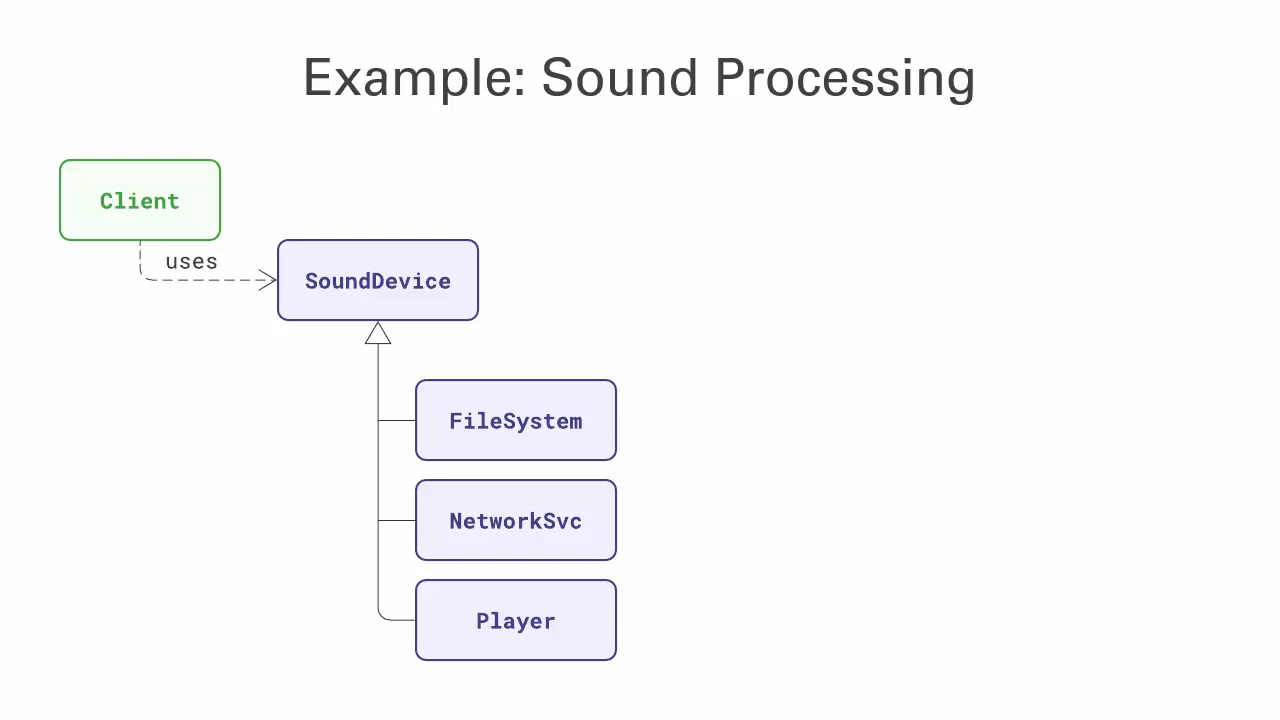 Example: Sound Processing
Client
uses
SoundDevice
FileSystem
NetworkSvc
Player